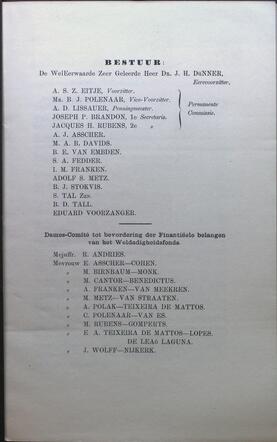 BESTUUR:
De WelEerwaarde Zeer Geleerde Heer Dr. J. H. DüNNER,
Eerevoorzitter.
A. S. Z. EITJE, Voorzitter.
Mr. B. J. POLENAAR, Vice-Voorzitter.
A. D. LISSAUER, Penningmeester.
JOSEPH P. BRANDON, 1e Secretaris.
JACQUES H. RUBENS, 2e „
Permanente
Commissie.
A. J. ASSCHER.
M. A. B. DAVIDS.
B. E. VAN EMBDEN.
S. A. FEDDER.
I. M. FRANKEN.
ADOLF S. METZ.
B. J. STOKVIS.
S. TAL Zzn.
B. D. TALL.
EDUARD VOORZANGER.
Dames-Comité tot bevordering der Finantiëele belangen
van het Weldadigheidsfonds.
Mejuffr. R. ANDRIES.
Mevrouw E. ASSCHER—COHEN.
„ M. BIRNBAUM—MONK.
„ M. CANTOR—BENEDICTUS.
„ A. FRANKEN—VAN MEEKREN.
„ M. METZ—VAN STRAATEN.
„ A. POLAK—TEIXEIRA DE MATTOS.
„ C. POLENAAR—VAN ES.
„ M. RUBENS—GOMPERTS.
„ E. A. TEIXEIRA DE MATTOS—LOPES.
DE LEAô LAGUNA.
„ J. WOLFF—NIJKERK.